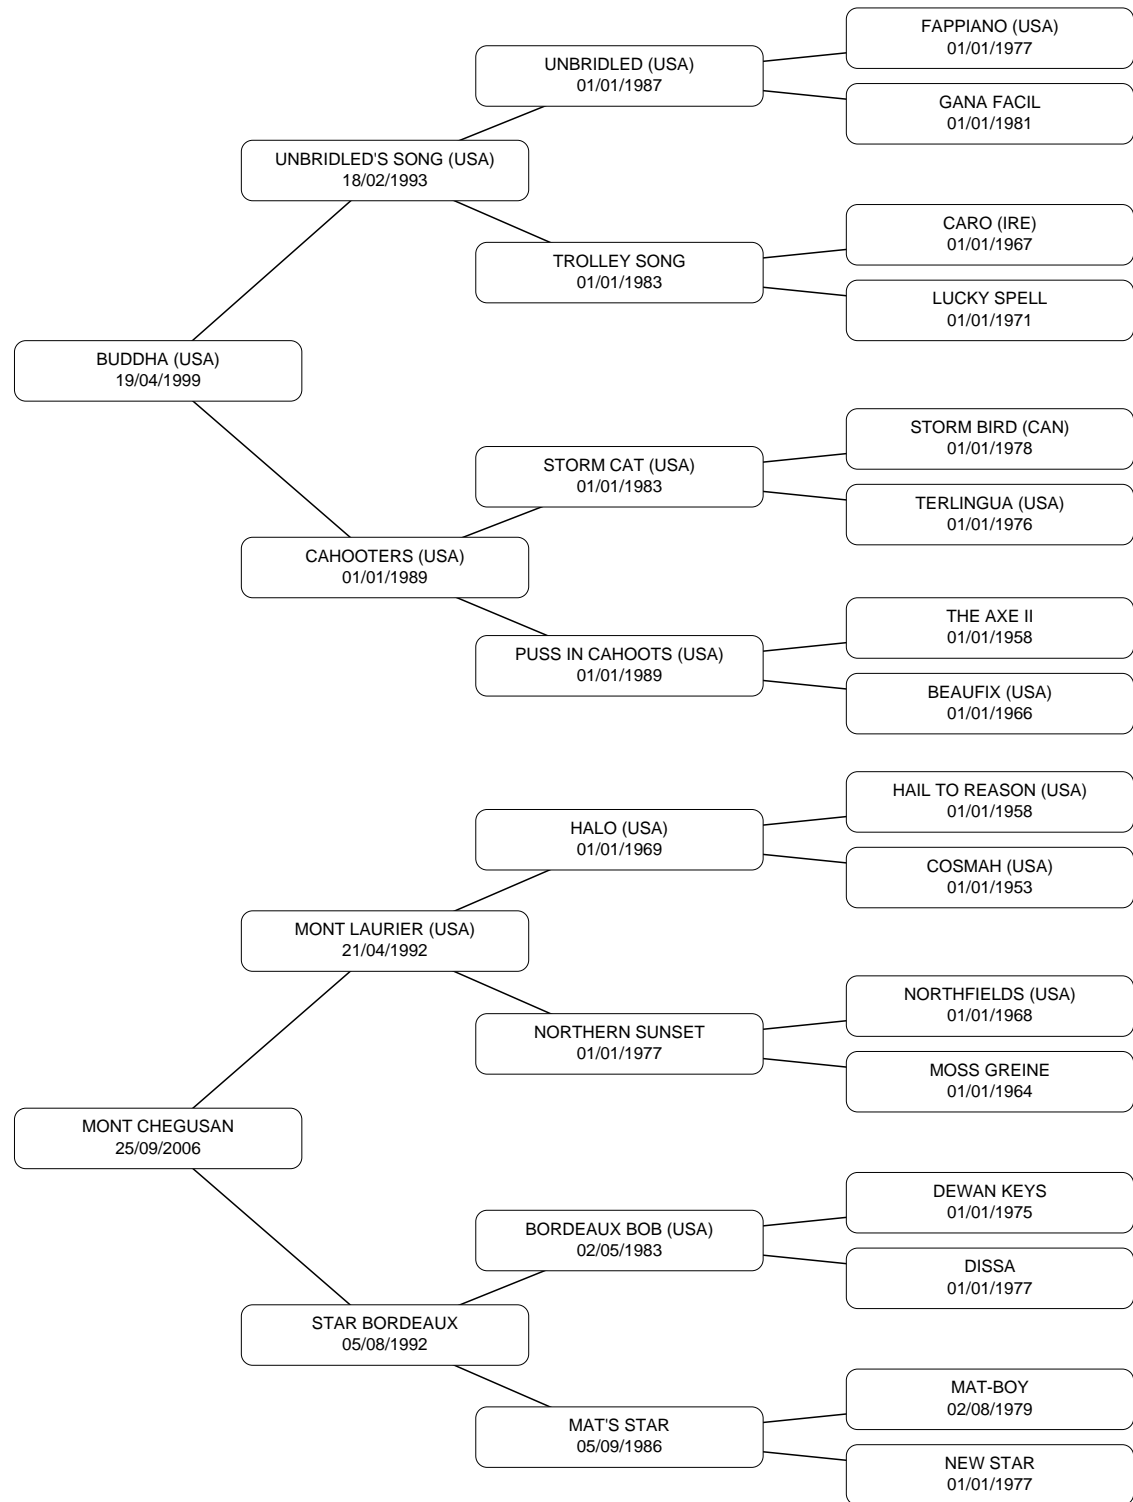 FAPPIANO (USA)
01/01/1977
UNBRIDLED (USA)
01/01/1987
GANA FACIL
01/01/1981
UNBRIDLED'S SONG (USA)
18/02/1993
CARO (IRE)
01/01/1967
TROLLEY SONG
01/01/1983
LUCKY SPELL
01/01/1971
BUDDHA (USA)
19/04/1999
STORM BIRD (CAN)
01/01/1978
STORM CAT (USA)
01/01/1983
TERLINGUA (USA)
01/01/1976
CAHOOTERS (USA)
01/01/1989
THE AXE II
01/01/1958
PUSS IN CAHOOTS (USA)
01/01/1989
BEAUFIX (USA)
01/01/1966
HAIL TO REASON (USA)
01/01/1958
HALO (USA)
01/01/1969
COSMAH (USA)
01/01/1953
MONT LAURIER (USA)
21/04/1992
NORTHFIELDS (USA)
01/01/1968
NORTHERN SUNSET
01/01/1977
MOSS GREINE
01/01/1964
MONT CHEGUSAN
25/09/2006
DEWAN KEYS
01/01/1975
BORDEAUX BOB (USA)
02/05/1983
DISSA
01/01/1977
STAR BORDEAUX
05/08/1992
MAT-BOY
02/08/1979
MAT'S STAR
05/09/1986
NEW STAR
01/01/1977